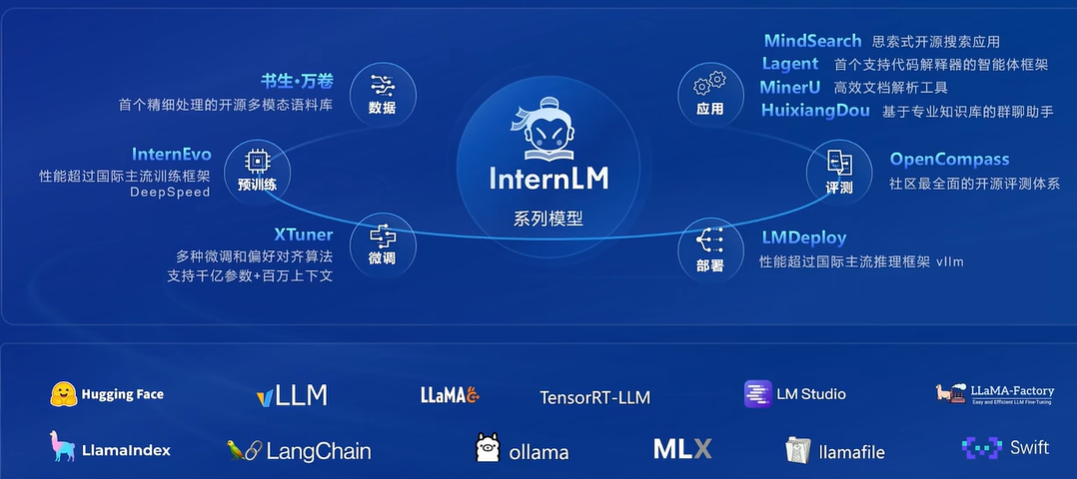 书生·万卷
首个精细处理的开源多模态语料库
数据
InternEvo
性能超过国际主流训练框架
DeepSpeed
预训练
XTuner
多种微调和偏好对齐算法
支持千亿参数+百万上下文
微调
InternLM
系列模型
应用
MindSearch 思索式开源搜索应用
Lagent 首个支持代码解释器的智能体框架
MinerU 高效文档解析工具
HuixiangDou 基于专业知识库的群聊助手
评测
OpenCompass
社区最全面的开源评测体系
部署
LMDeploy
性能超过国际主流推理框架 vllm
Hugging Face
vLLM
LLaMA
TensorRT-LLM
LM Studio
LLaMA-Factory
Easy and Efficient LLM Fine-Tuning
LlamaIndex
LangChain
ollama
MLX
llamafile
Swift